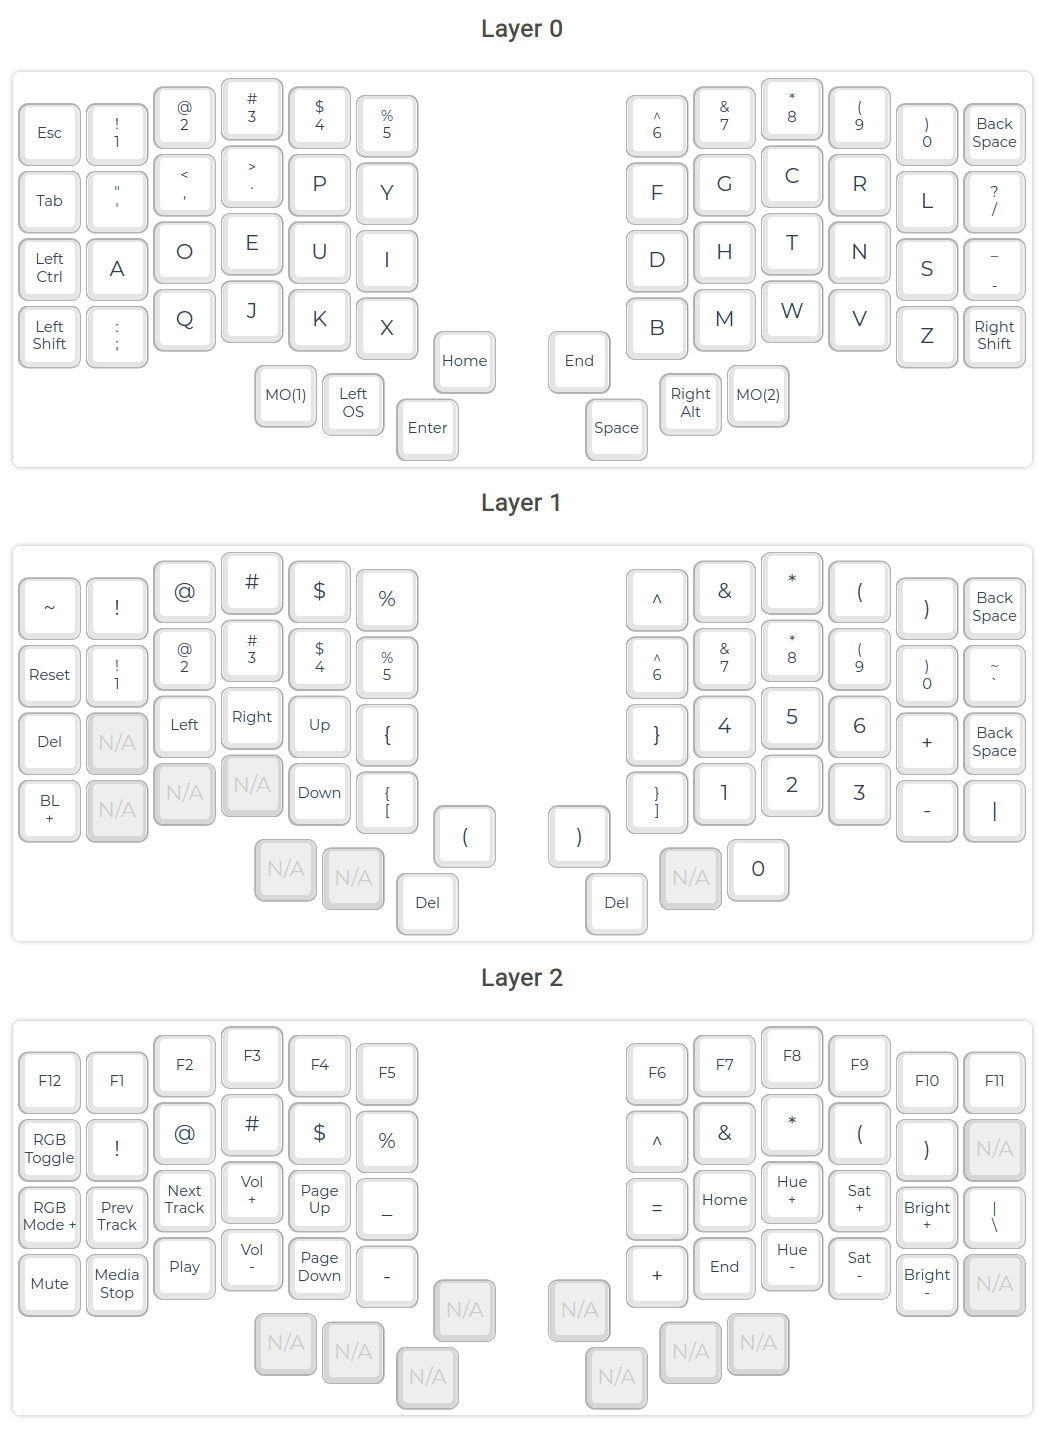 Layer 0
Esc ! 1 @ 2 # 3 $ 4 % 5 ^ 6 & 7 * 8 ( 9 ) 0 Back Space
Tab " ' < , > . P Y F G C R L ? /
Left Ctrl A O E U I D H T N S _ -
Left Shift : ; Q J K X B M W V Z Right Shift
Home End
MO(1) Left OS Enter Space Right Alt MO(2)
Layer 1
~ ! @ # $ % ^ & * ( ) Back Space
Reset ! 1 @ 2 # 3 $ 4 % 5 ^ 6 & 7 * 8 ( 9 ) 0 ~ `
Del N/A Left Right Up { } 4 5 6 + Back Space
BL + N/A N/A N/A Down { [ } ] 1 2 3 - |
( )
N/A N/A Del Del N/A 0
Layer 2
F12 F1 F2 F3 F4 F5 F6 F7 F8 F9 F10 F11
RGB Toggle ! @ # $ % ^ & * ( ) N/A
RGB Mode + Prev Track Next Track Vol + Page Up _ = Home Hue + Sat + Bright + | \
Mute Media Stop Play Vol - Page Down - + End Hue - Sat - Bright - N/A
N/A N/A
N/A N/A N/A N/A N/A N/A